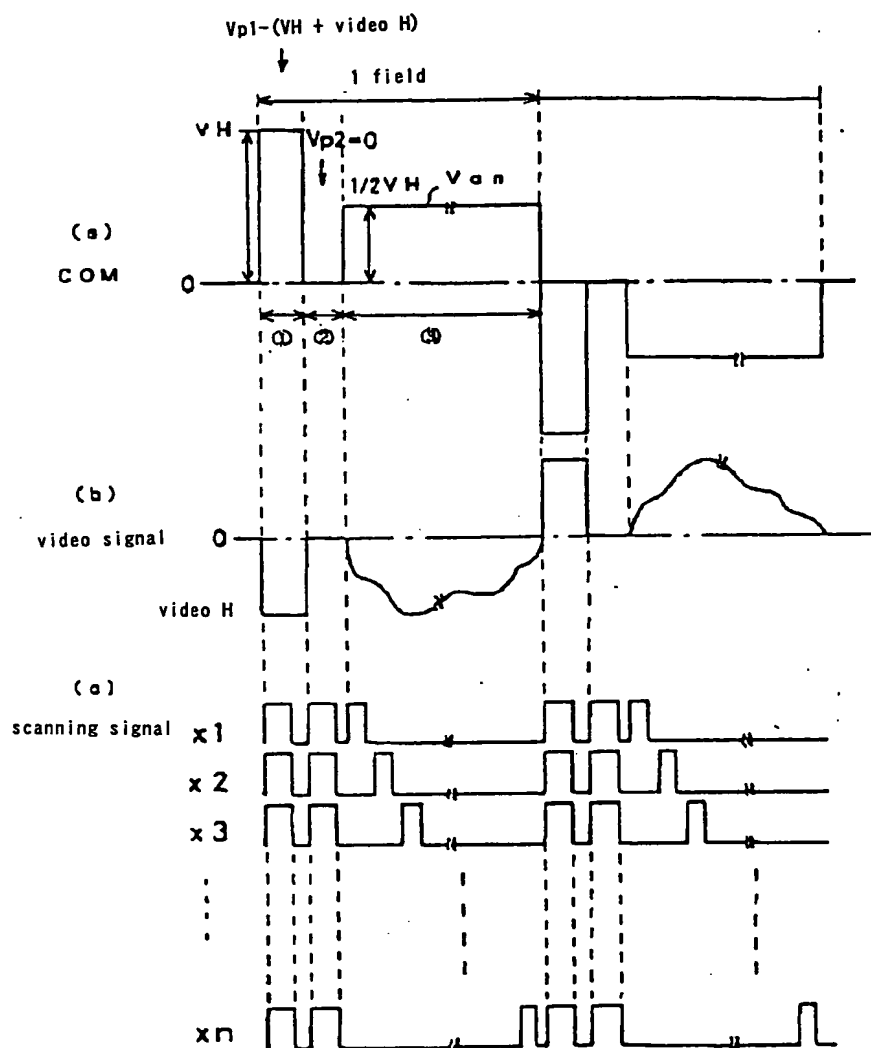 Vp1-(VH + video H)
1 field
VH
Vp2=0
1/2VH
Van
(a)
COM
0
① ② ③
(b)
video signal
0
video H
(a)
scanning signal
x1
x2
x3
xn